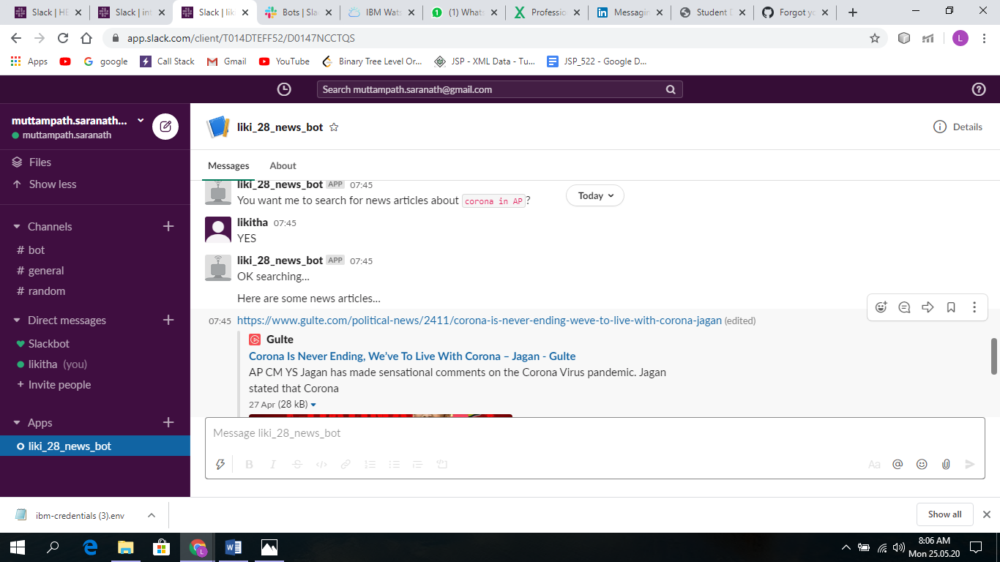 Slack | HE
Slack | int
Slack | lik
Bots | Sla
IBM Wats
(1) Whats
Professio
Messagin
Student D
Forgot yo
app.slack.com/client/T014DTEFF52/D0147NCCTQS
L
Apps
google
Call Stack
Gmail
YouTube
Binary Tree Level Or...
JSP - XML Data - Tu...
JSP_522 - Google D...
Search muttampath.saranath@gmail.com
muttampath.saranath...
muttampath.saranath
Files
Show less
Channels
# bot
# general
# random
Direct messages
Slackbot
likitha (you)
+ Invite people
Apps
liki_28_news_bot
liki_28_news_bot
Details
Messages
About
liki_28_news_bot APP 07:45
You want me to search for news articles about corona in AP?
Today
likitha 07:45
YES
liki_28_news_bot APP 07:45
OK searching...
Here are some news articles...
07:45 https://www.gulte.com/political-news/2411/corona-is-never-ending-weve-to-live-with-corona-jagan (edited)
Gulte
Corona Is Never Ending, We've To Live With Corona – Jagan - Gulte
AP CM YS Jagan has made sensational comments on the Corona Virus pandemic. Jagan
stated that Corona
27 Apr (28 kB)
Message liki_28_news_bot
B I S </> Aa @
ibm-credentials (3).env
Show all
L
8:06 AM
Mon 25.05.20